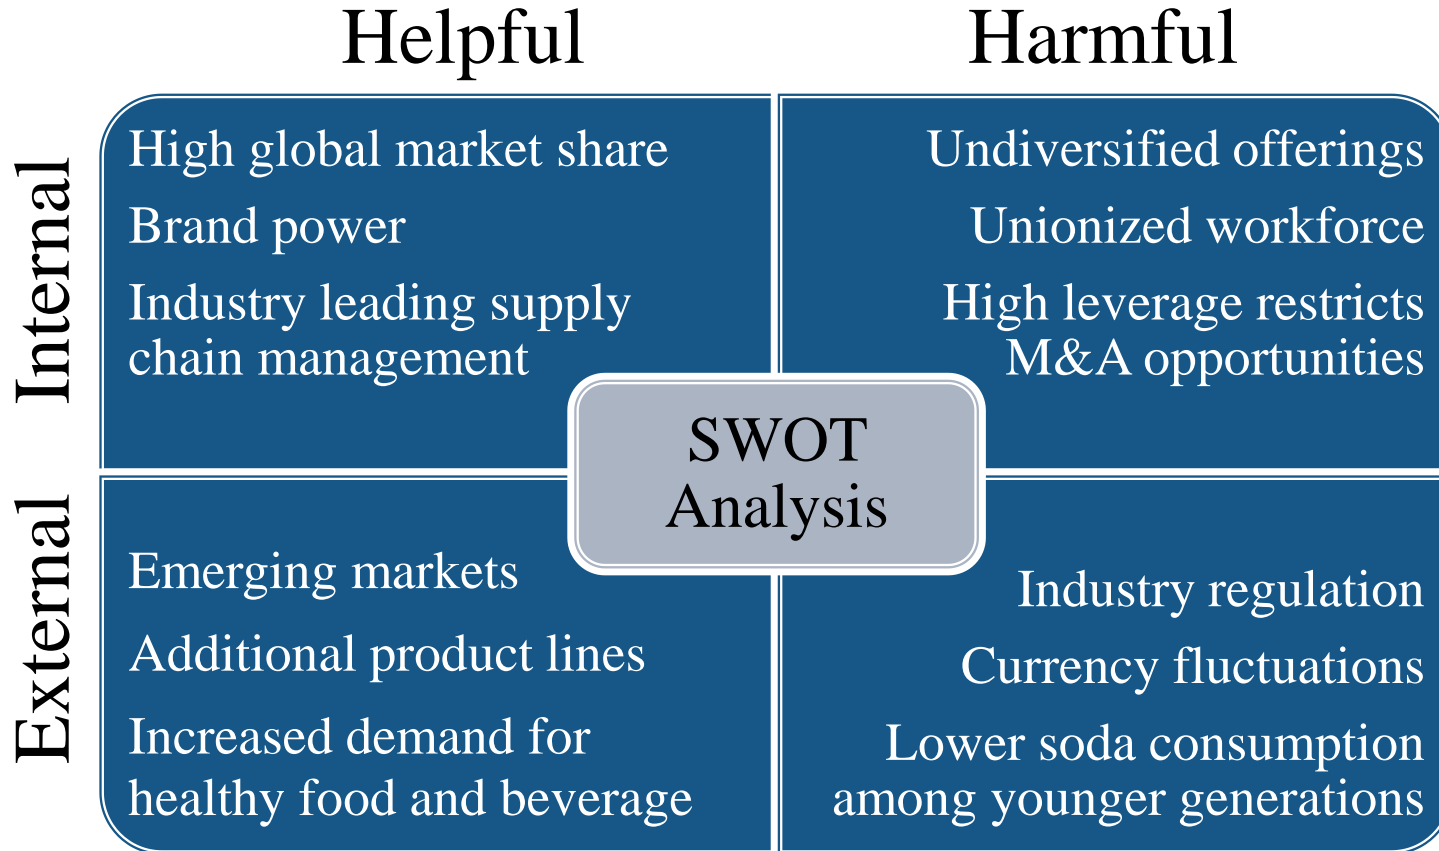 Helpful
Harmful
Internal
High global market share
Brand power
Industry leading supply
chain management
Undiversified offerings
Unionized workforce
High leverage restricts
M&A opportunities
SWOT
Analysis
External
Emerging markets
Additional product lines
Increased demand for
healthy food and beverage
Industry regulation
Currency fluctuations
Lower soda consumption
among younger generations